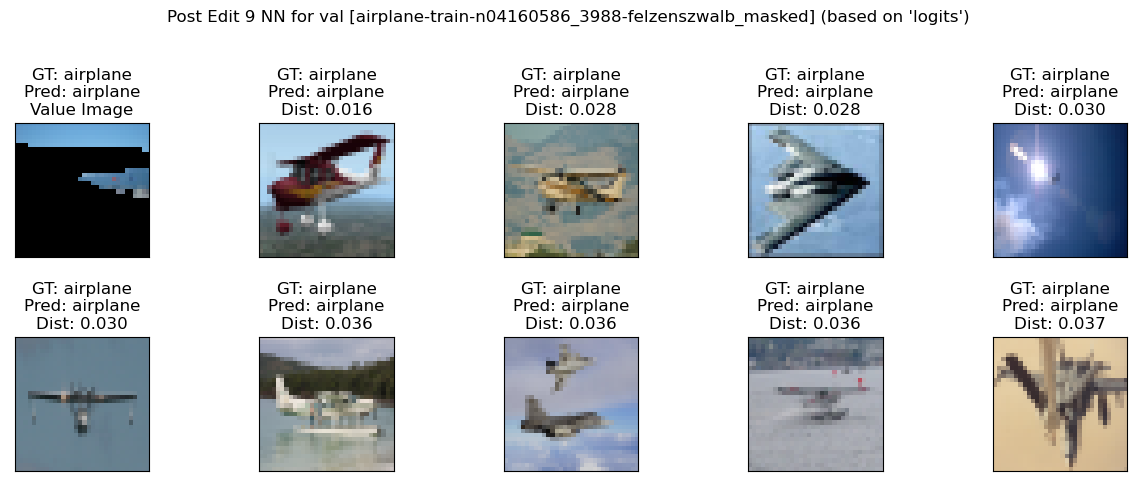 Post Edit 9 NN for val [airplane-train-n04160586_3988-felzenszwalb_masked] (based on 'logits')
GT: airplane
Pred: airplane
Value Image
GT: airplane
Pred: airplane
Dist: 0.016
GT: airplane
Pred: airplane
Dist: 0.028
GT: airplane
Pred: airplane
Dist: 0.028
GT: airplane
Pred: airplane
Dist: 0.030
GT: airplane
Pred: airplane
Dist: 0.030
GT: airplane
Pred: airplane
Dist: 0.036
GT: airplane
Pred: airplane
Dist: 0.036
GT: airplane
Pred: airplane
Dist: 0.036
GT: airplane
Pred: airplane
Dist: 0.037